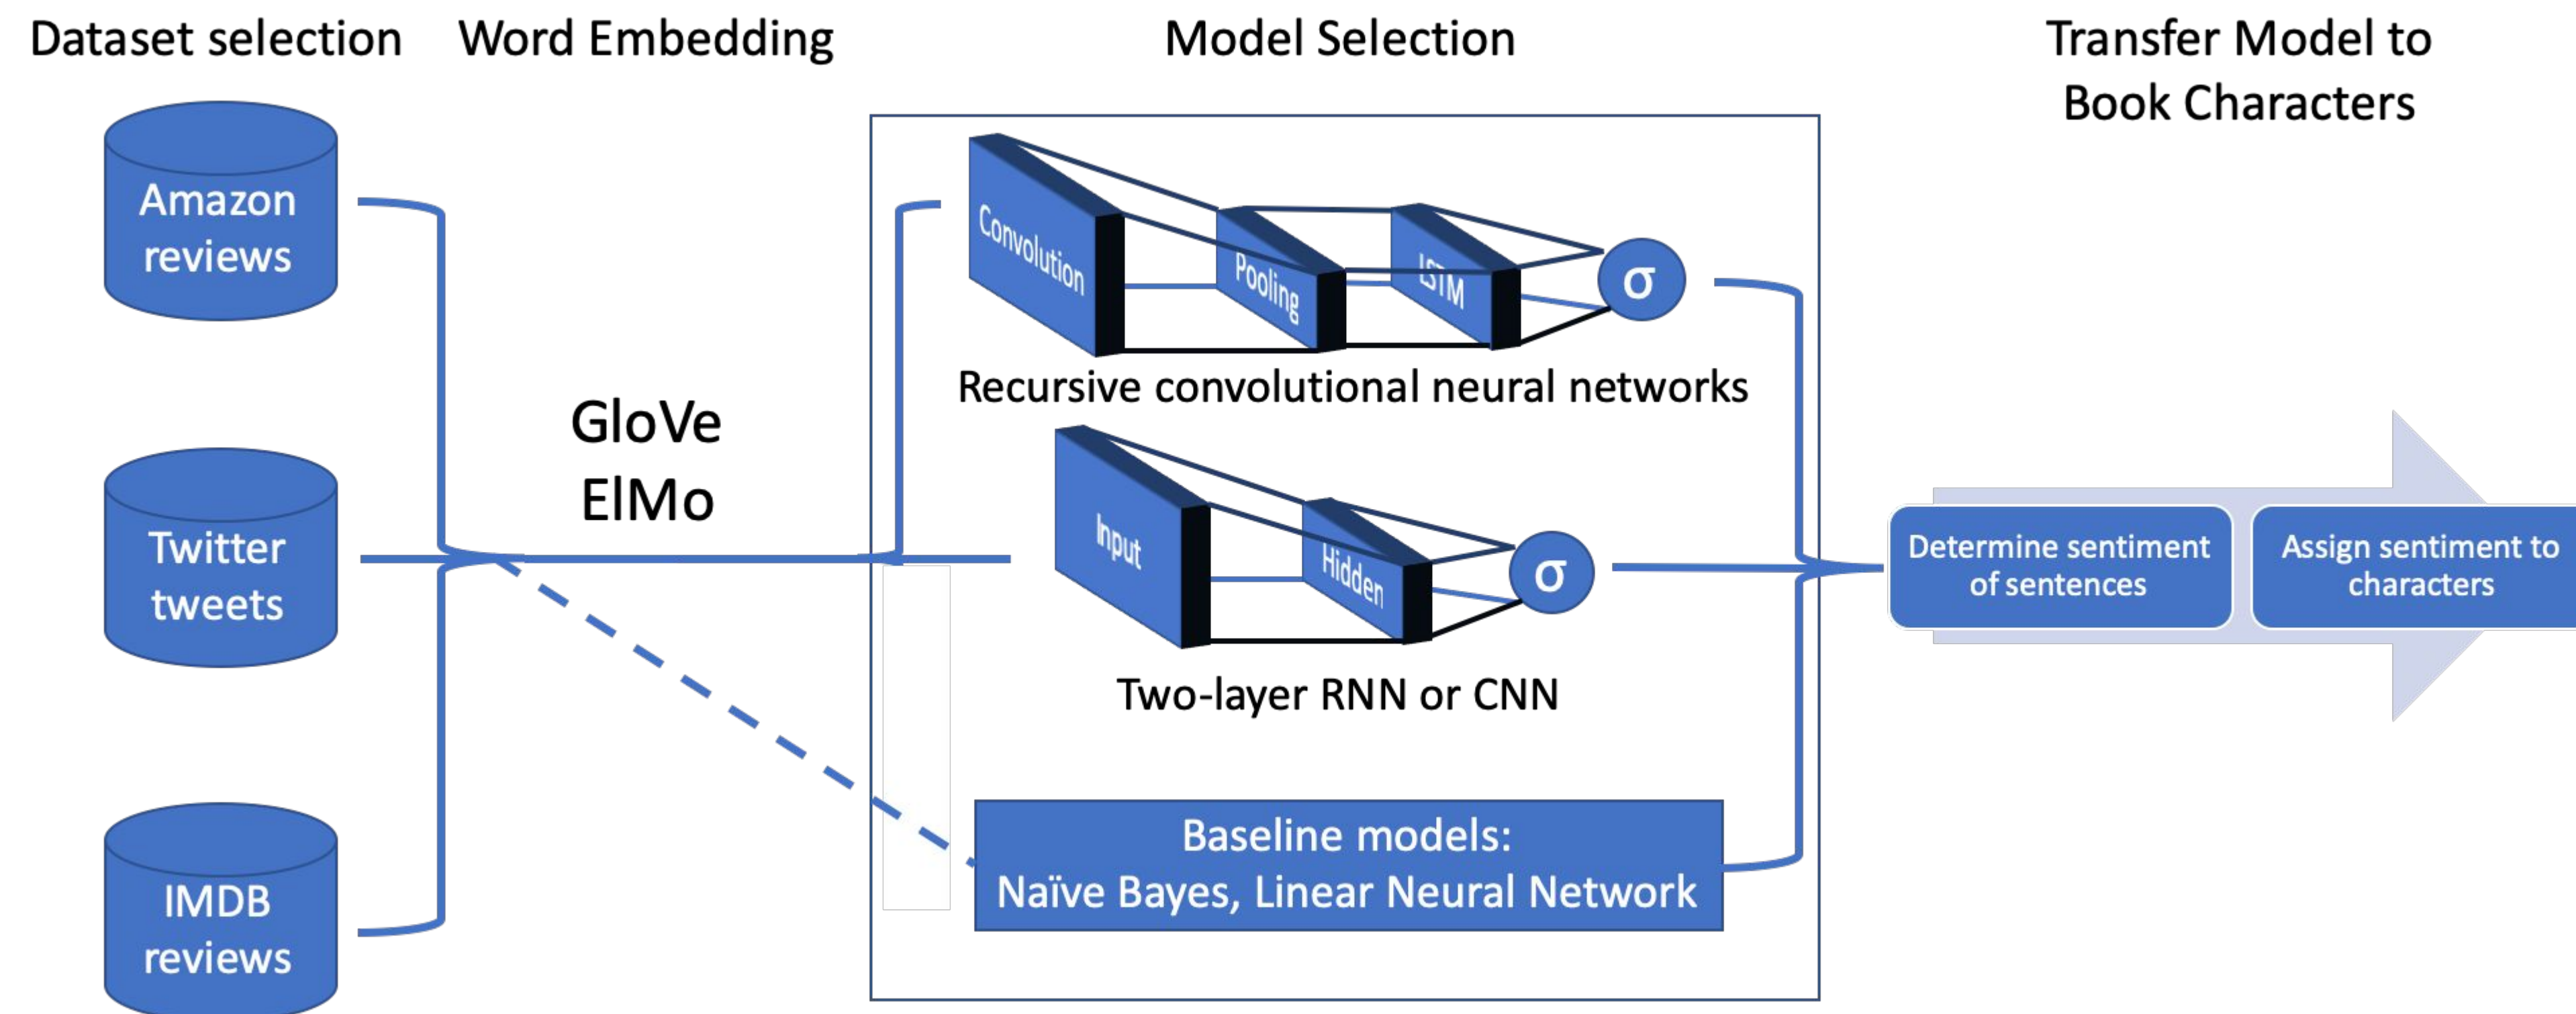 Dataset selection
Word Embedding
Model Selection
Transfer Model to
Book Characters
Amazon
reviews
Twitter
tweets
IMDB
reviews
GloVe
ElMo
Convolution
Pooling
LSTM
σ
Recursive convolutional neural networks
Input
Hidden
σ
Two-layer RNN or CNN
Baseline models:
Naïve Bayes, Linear Neural Network
Determine sentiment
of sentences
Assign sentiment to
characters